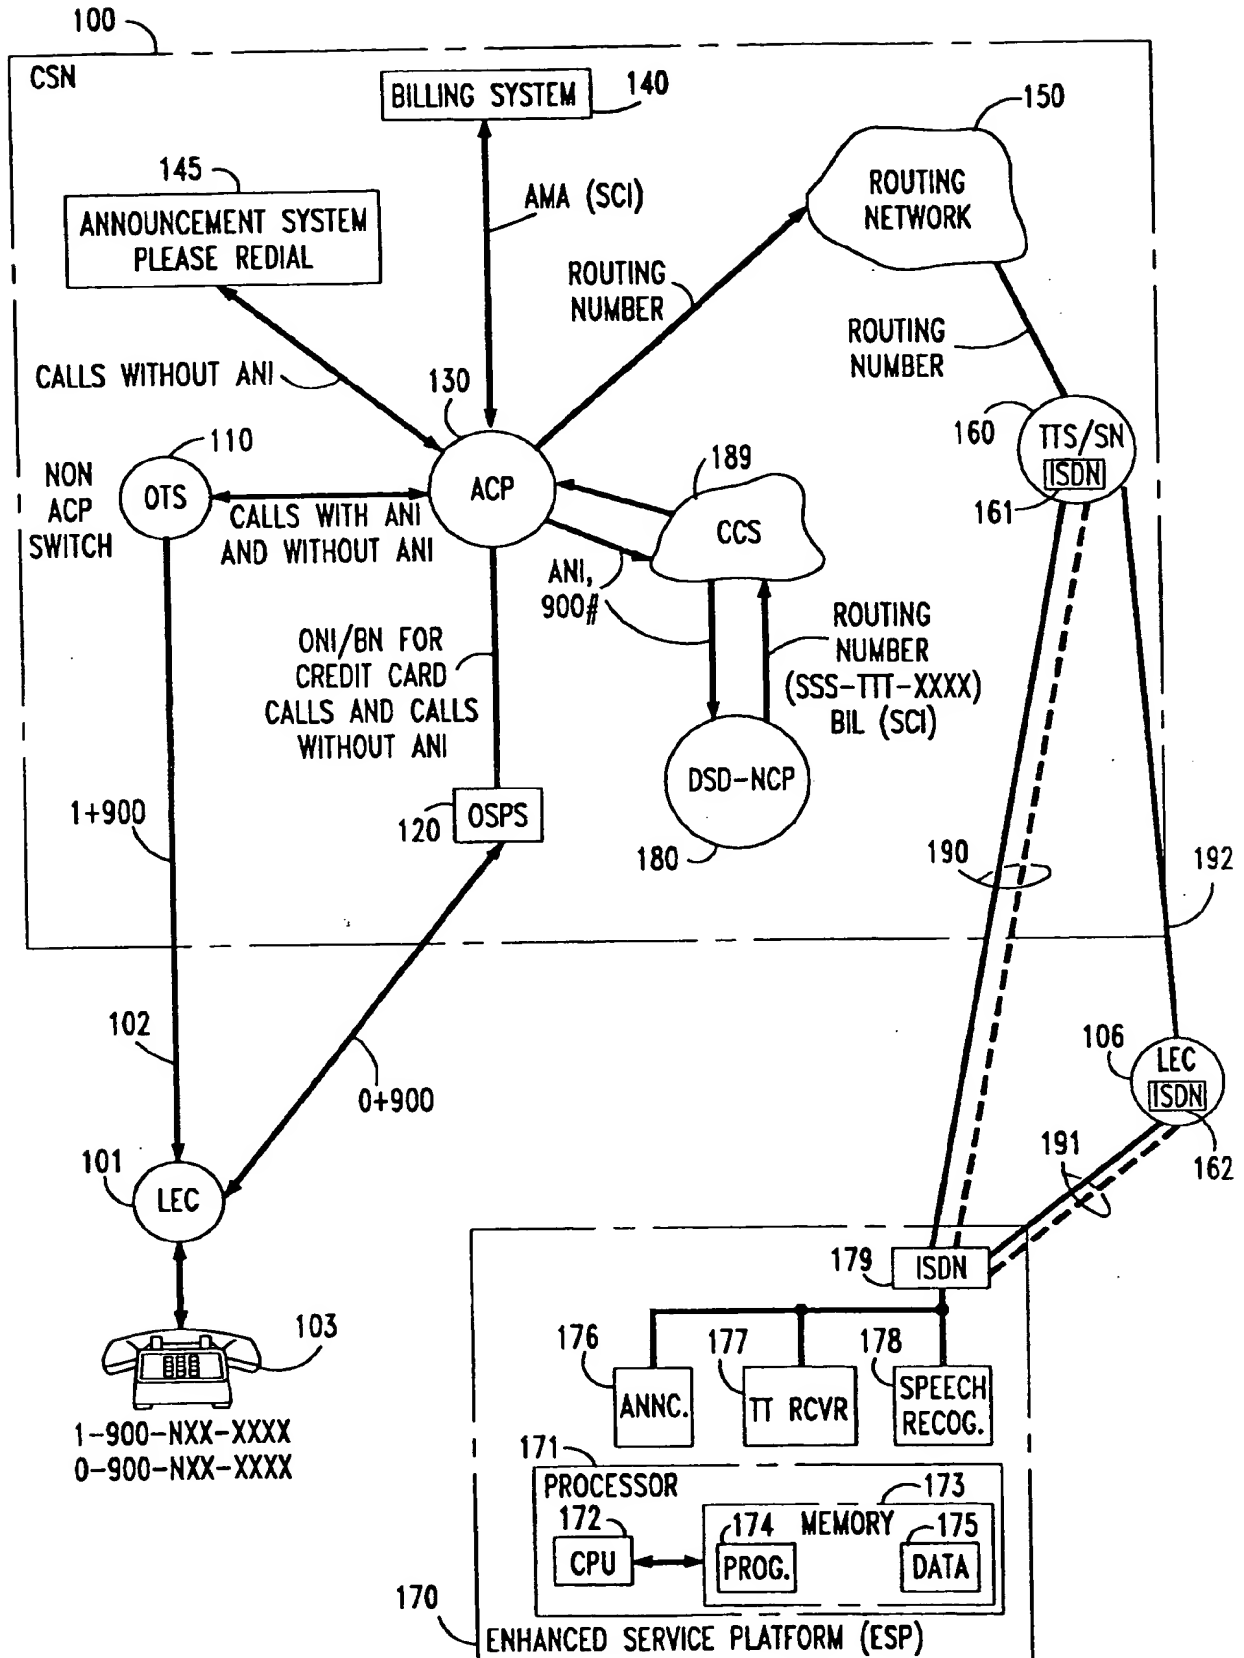 100
CSN
BILLING SYSTEM
140
150
145
ANNOUNCEMENT SYSTEM
PLEASE REDIAL
AMA (SCI)
ROUTING
NETWORK
ROUTING
NUMBER
ROUTING
NUMBER
CALLS WITHOUT ANI
130
110
160
TTS/SN
ISDN
161
NON
ACP
SWITCH
OTS
ACP
189
CCS
CALLS WITH ANI
AND WITHOUT ANI
ANI,
900#
ROUTING
NUMBER
(SSS-TTT-XXXX)
BIL (SCI)
ONI/BN FOR
CREDIT CARD
CALLS AND CALLS
WITHOUT ANI
DSD-NCP
180
1+900
120
OSPS
190
192
102
0+900
106
LEC
ISDN
162
191
101
LEC
179
ISDN
103
176
177
178
ANNC.
TT RCVR
SPEECH
RECOG.
1-900-NXX-XXXX
0-900-NXX-XXXX
171
PROCESSOR
173
172
174
MEMORY
175
CPU
PROG.
DATA
170
ENHANCED SERVICE PLATFORM (ESP)